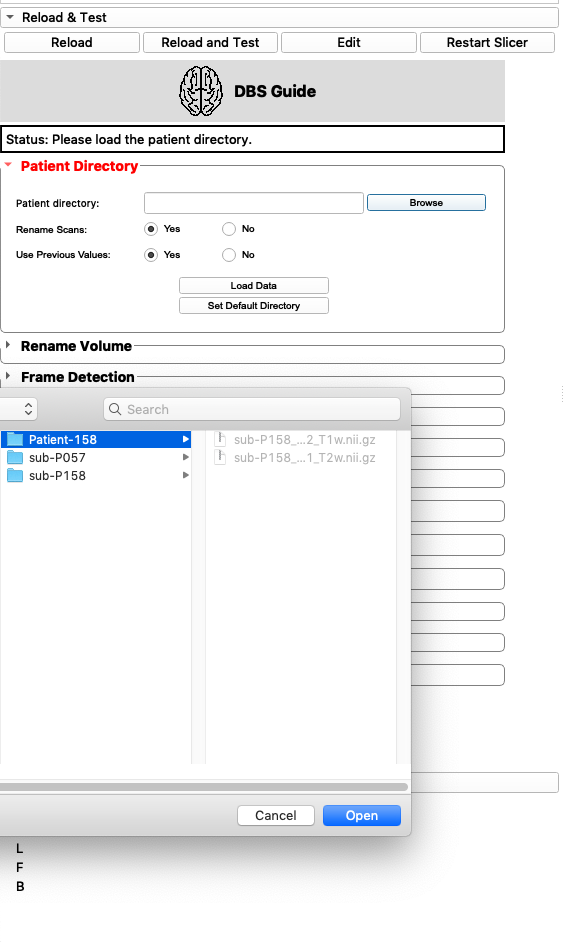 Reload & Test
Reload Reload and Test Edit Restart Slicer
DBS Guide
Status: Please load the patient directory.
Patient Directory
Patient directory: Browse
Rename Scans: Yes No
Use Previous Values: Yes No
Load Data
Set Default Directory
Rename Volume
Frame Detection
Search
Patient-158 sub-P158_...2_T1w.nii.gz
sub-P057 sub-P158_...1_T2w.nii.gz
sub-P158
Cancel Open
L
F
B